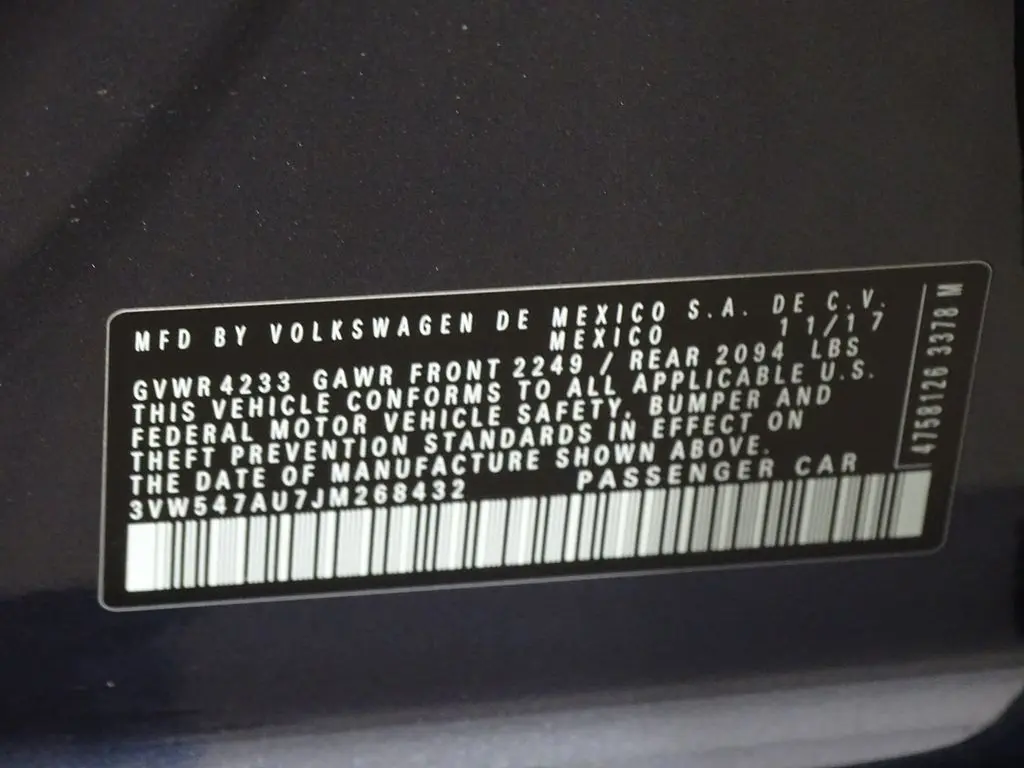 MFD BY VOLKSWAGEN DE MEXICO S.A. DE C.V.
MEXICO 11/17
GVWR 4233 GAWR FRONT 2249 / REAR 2094 LBS
THIS VEHICLE CONFORMS TO ALL APPLICABLE U.S.
FEDERAL MOTOR VEHICLE SAFETY, BUMPER AND
THEFT PREVENTION STANDARDS IN EFFECT ON
THE DATE OF MANUFACTURE SHOWN ABOVE.
3VW547AU7JM268432 PASSENGER CAR
4758126 3378 M